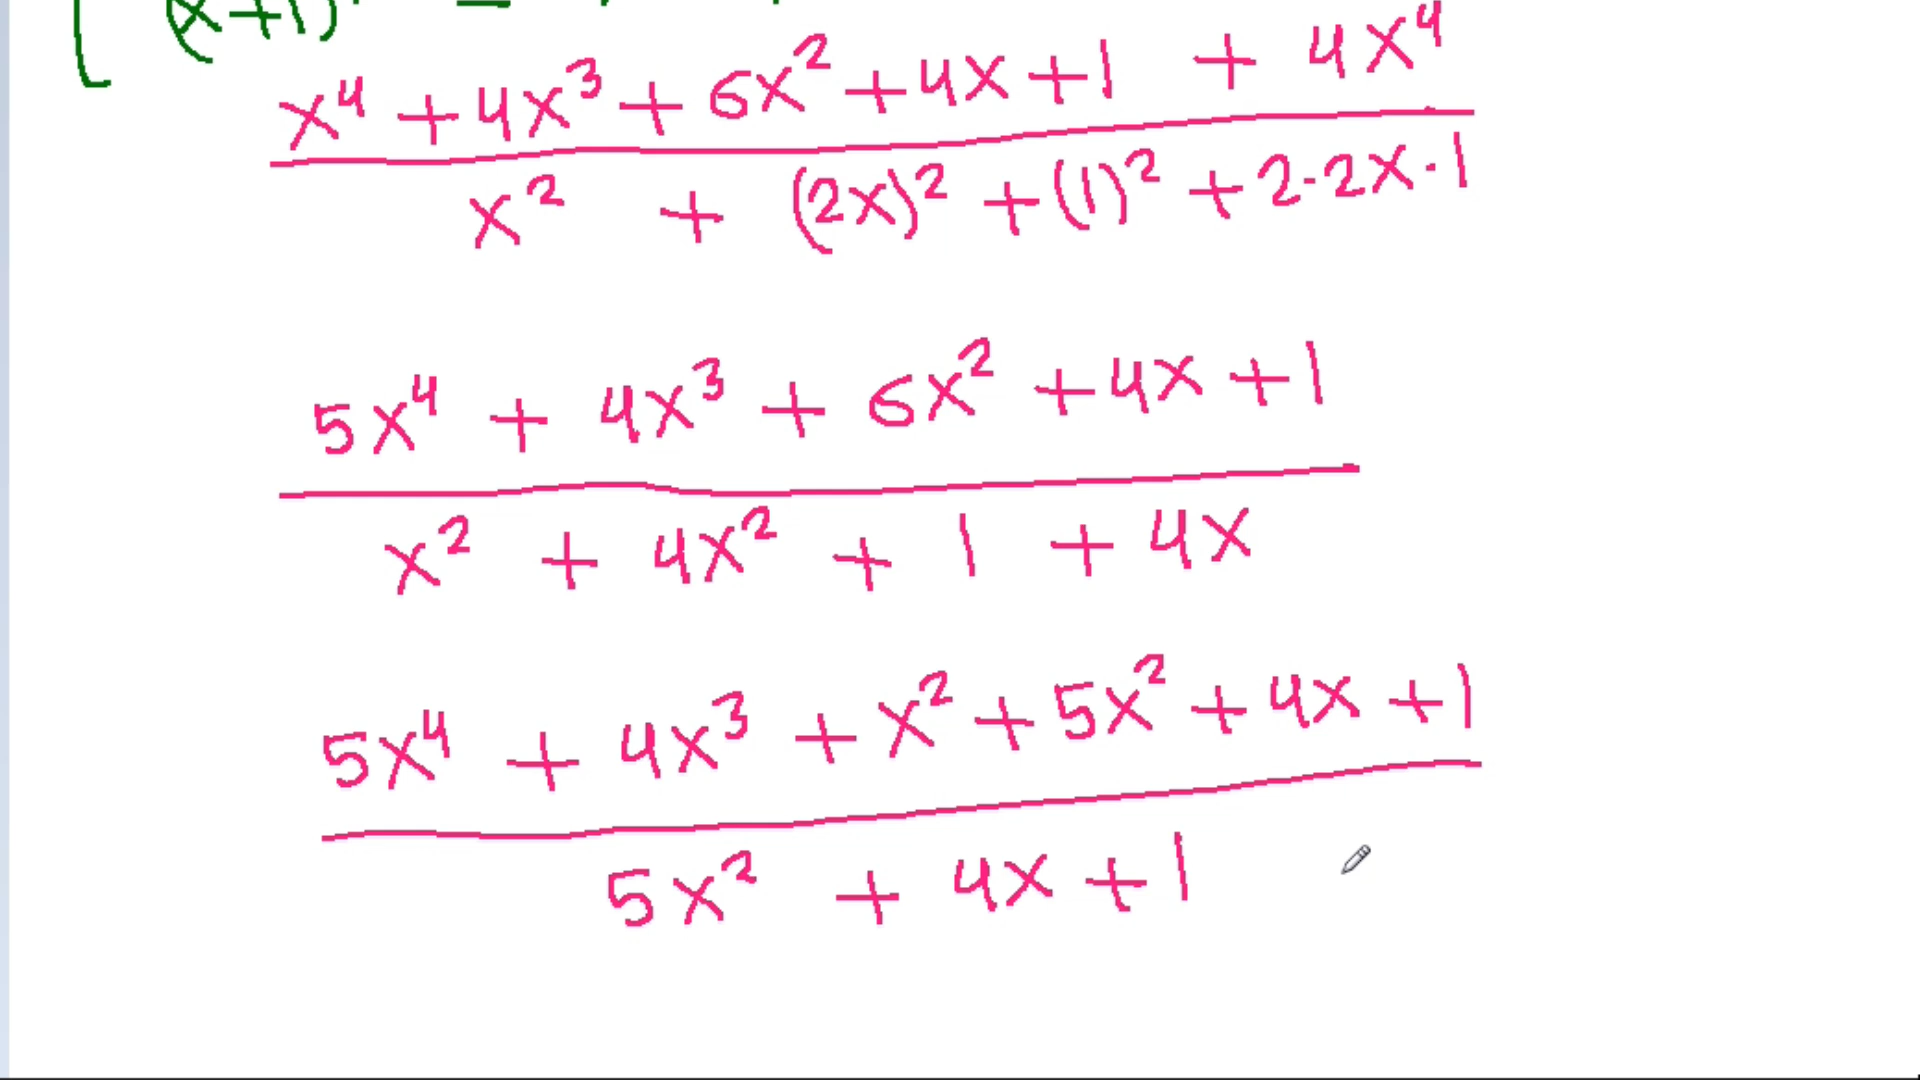 (x+1)
x⁴ + 4x³ + 6x² + 4x + 1 + 4x⁴
x² + (2x)² + (1)² + 2·2x·1
5x⁴ + 4x³ + 6x² + 4x + 1
x² + 4x² + 1 + 4x
5x⁴ + 4x³ + x² + 5x² + 4x + 1
5x² + 4x + 1